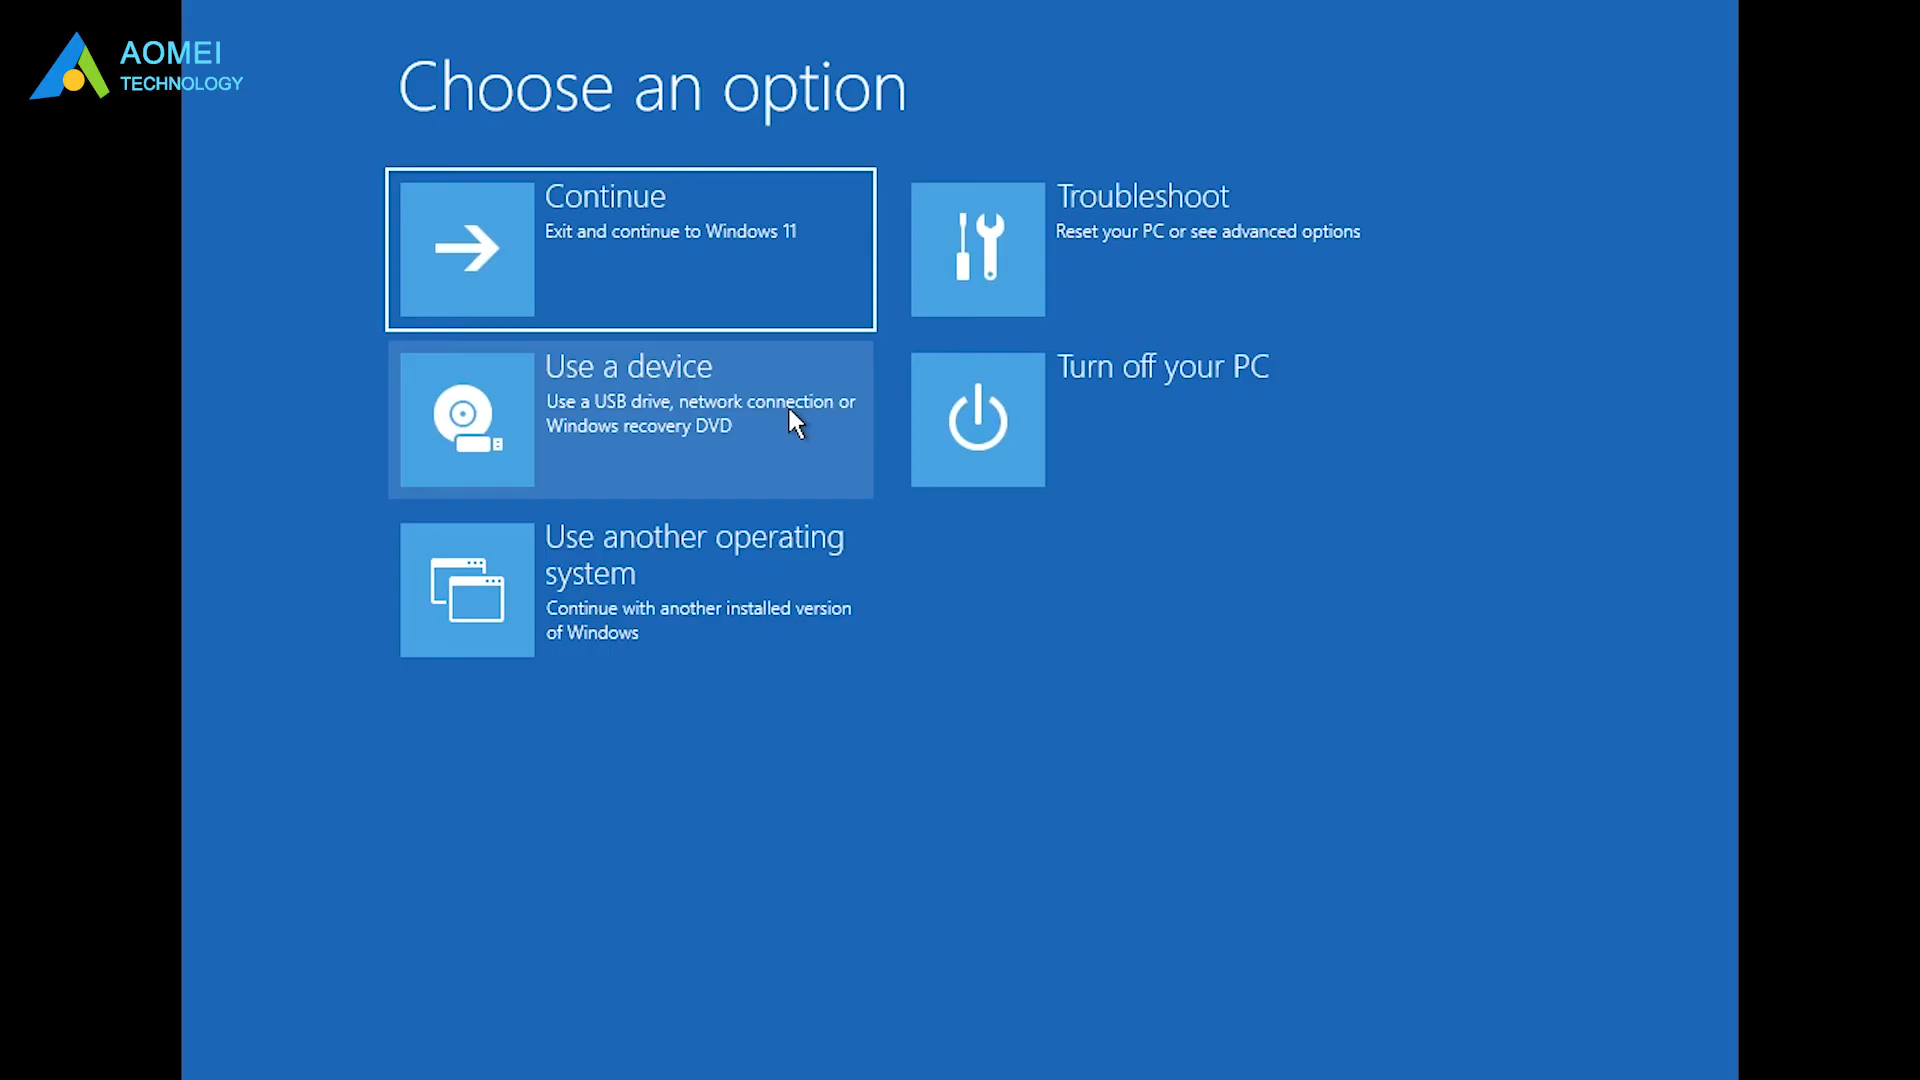 AOMEI
TECHNOLOGY
Choose an option
Continue
Exit and continue to Windows 11
Troubleshoot
Reset your PC or see advanced options
Use a device
Use a USB drive, network connection or
Windows recovery DVD
Turn off your PC
Use another operating
system
Continue with another installed version
of Windows